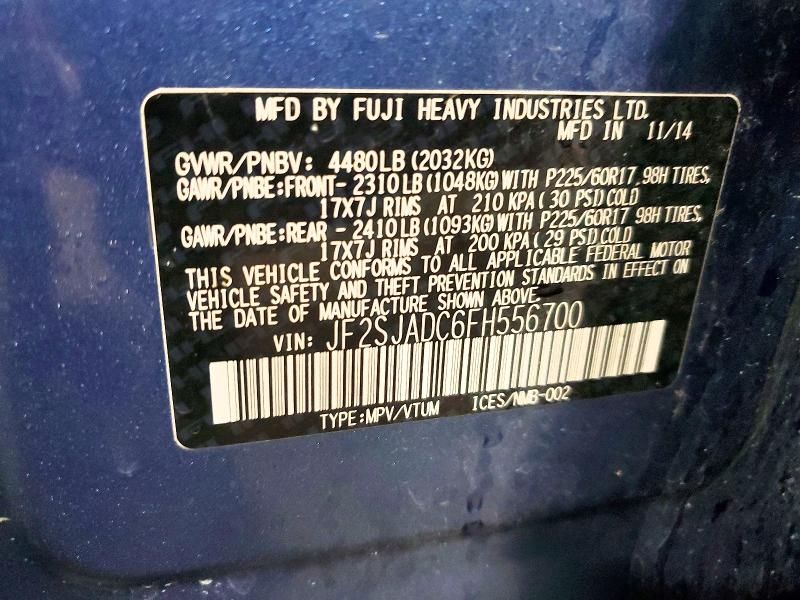 MFD BY FUJI HEAVY INDUSTRIES LTD.
MFD IN 11/14
GVWR/PNBV: 4480LB (2032KG)
GAWR/PNBE:FRONT- 2310LB (1048KG) WITH P225/60R17 98H TIRES,
17X7J RIMS AT 210 KPA ( 30 PSI) COLD
GAWR/PNBE:REAR - 2410LB (1093KG) WITH P225/60R17 98H TIRES,
17X7J RIMS AT 200 KPA ( 29 PSI) COLD
THIS VEHICLE CONFORMS TO ALL APPLICABLE FEDERAL MOTOR
VEHICLE SAFETY AND THEFT PREVENTION STANDARDS IN EFFECT ON
THE DATE OF MANUFACTURE SHOWN ABOVE.
VIN: JF2SJADC6FH556700
TYPE:MPV/VTUM ICES/NMB-002